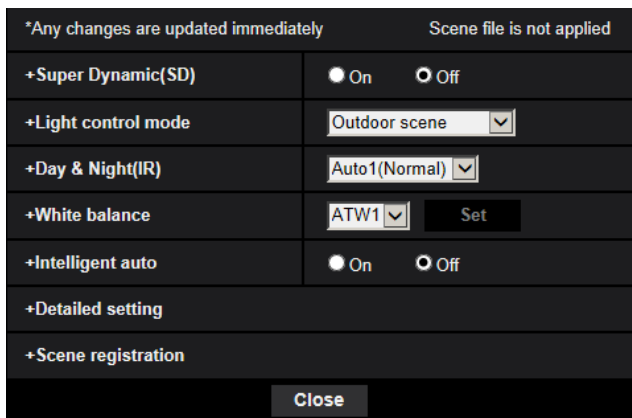 *Any changes are updated immediately Scene file is not applied
+Super Dynamic(SD) On Off
+Light control mode Outdoor scene
+Day & Night(IR) Auto1(Normal)
+White balance ATW1 Set
+Intelligent auto On Off
+Detailed setting
+Scene registration
Close